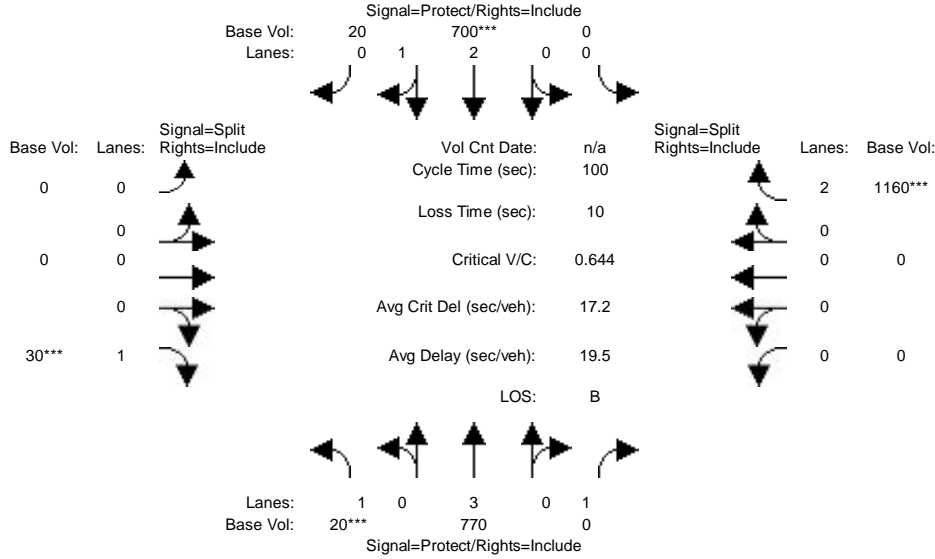 Signal=Protect/Rights=Include
Base Vol: 20 700*** 0
Lanes: 0 1 2 0 0
Signal=Split
Rights=Include
Base Vol: Lanes:
Vol Cnt Date: n/a
Signal=Split
Rights=Include
Lanes: Base Vol:
Cycle Time (sec): 100
0 0
2 1160***
Loss Time (sec): 10
0
0
0 0
Critical V/C: 0.644
0 0
0
Avg Crit Del (sec/veh): 17.2
0
30*** 1
Avg Delay (sec/veh): 19.5
0 0
LOS: B
Lanes: 1 0 3 0 1
Base Vol: 20*** 770 0
Signal=Protect/Rights=Include